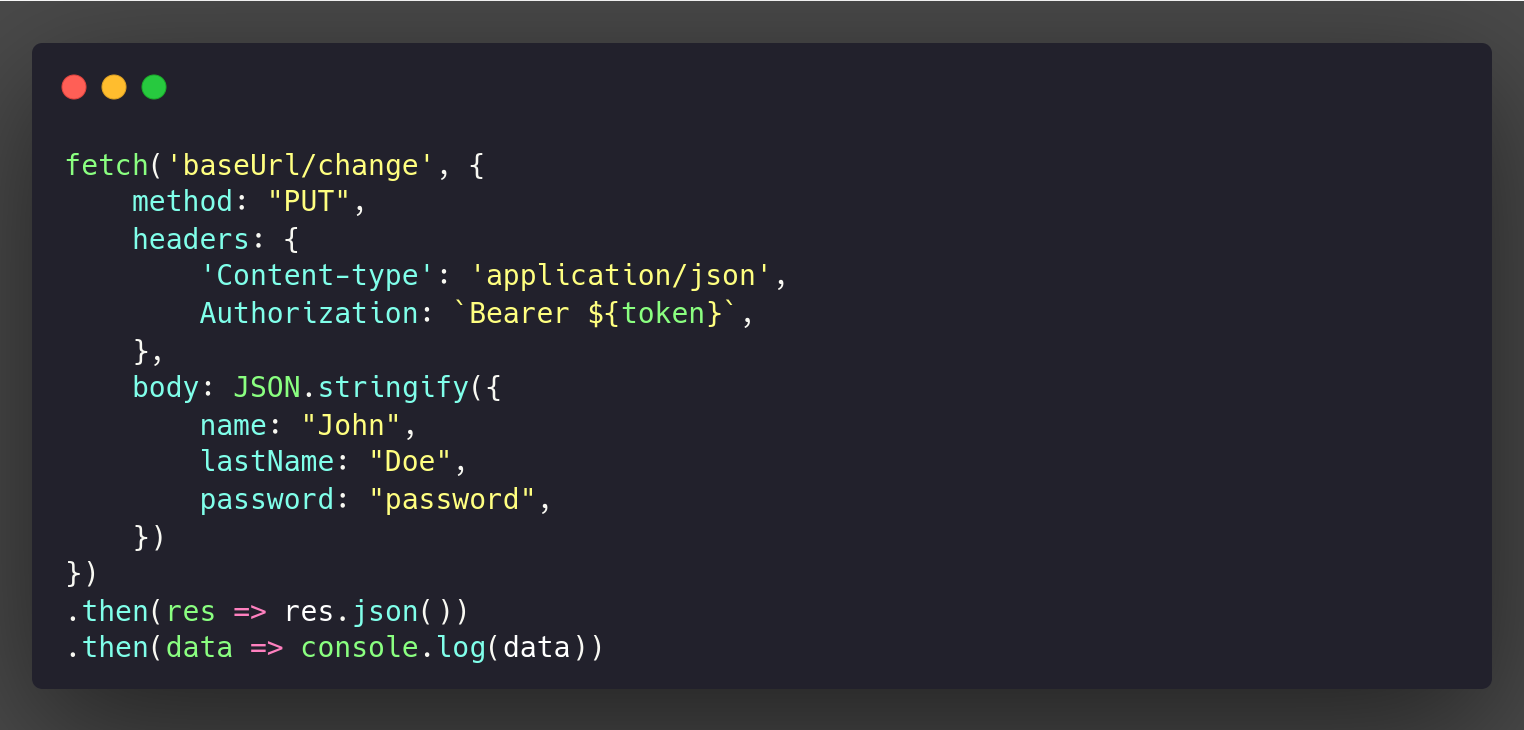 fetch('baseUrl/change', {
    method: "PUT",
    headers: {
        'Content-type': 'application/json',
        Authorization: `Bearer ${token}`,
    },
    body: JSON.stringify({
        name: "John",
        lastName: "Doe",
        password: "password",
    })
})
.then(res => res.json())
.then(data => console.log(data))